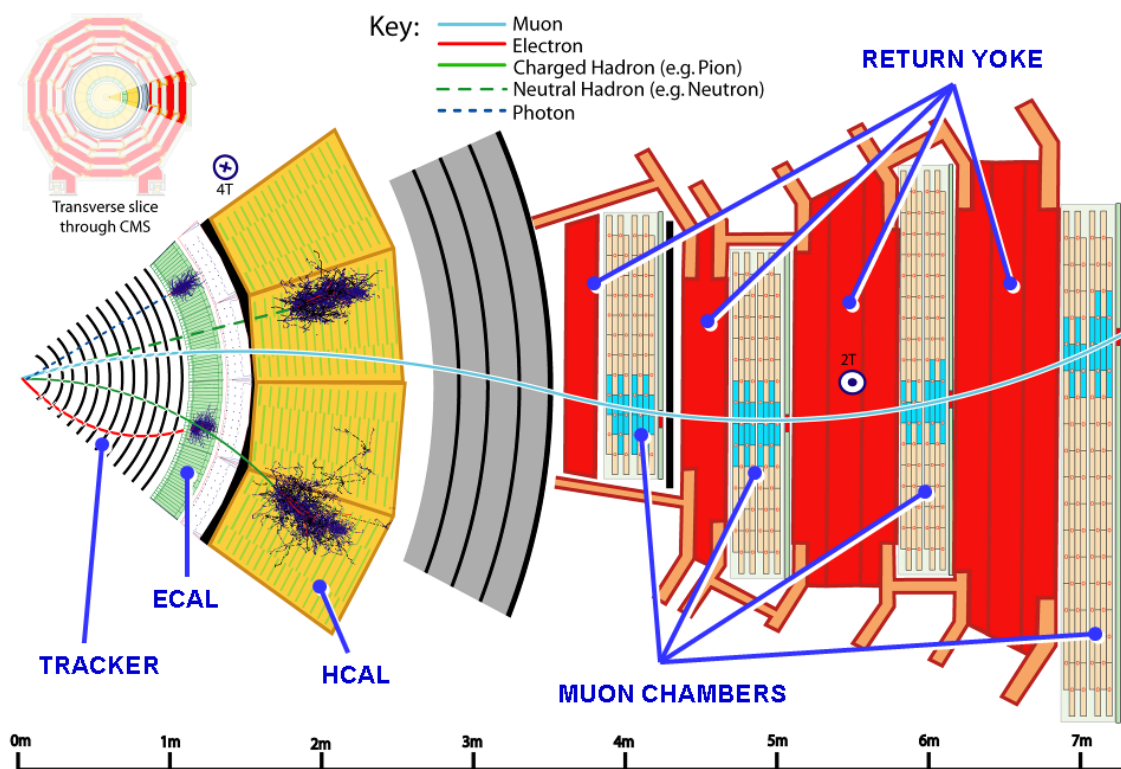 Key:
Muon
Electron
Charged Hadron (e.g. Pion)
Neutral Hadron (e.g. Neutron)
Photon
RETURN YOKE
4T
Transverse slice
through CMS
2T
ECAL
TRACKER
HCAL
MUON CHAMBERS
0m 1m 2m 3m 4m 5m 6m 7m